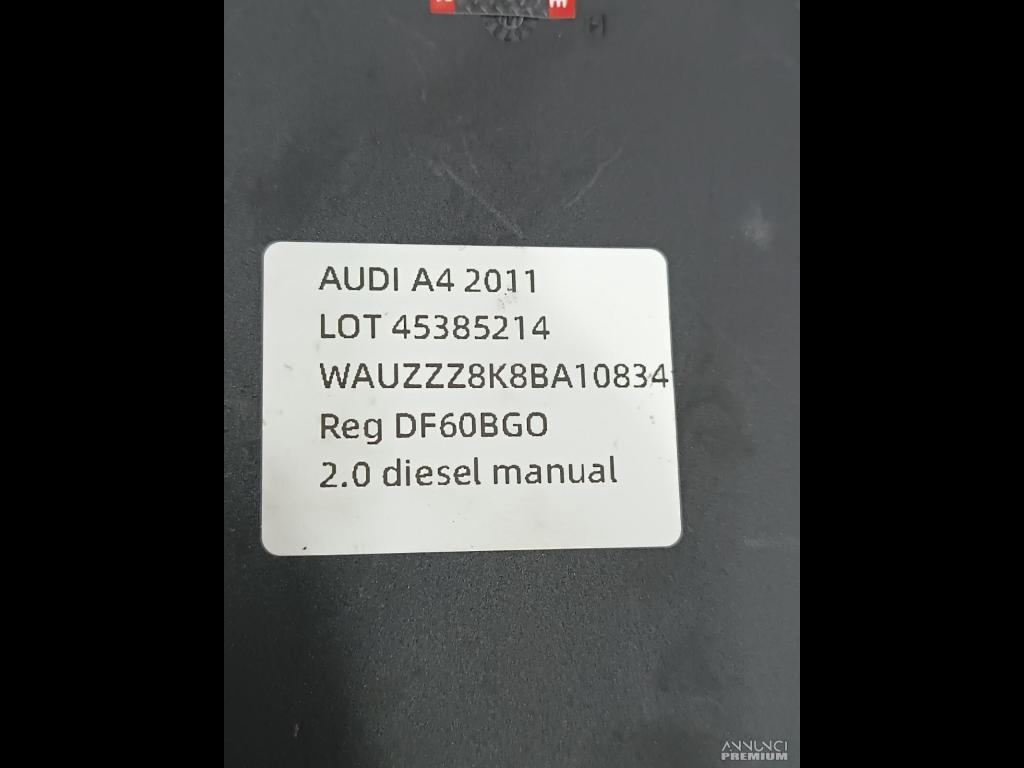 AUDI A4 2011
LOT 45385214
WAUZZZ8K8BA10834
Reg DF60BGO
2.0 diesel manual
ANNUNCI
PREMIUM